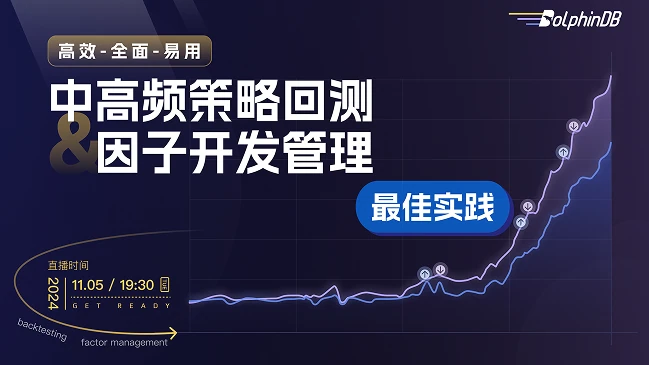 DolphinDB
高效-全面-易用
中高频策略回测
&因子开发管理
最佳实践
直播时间
2024
11.05 / 19:30 Tue
GET READY
backtesting
factor management